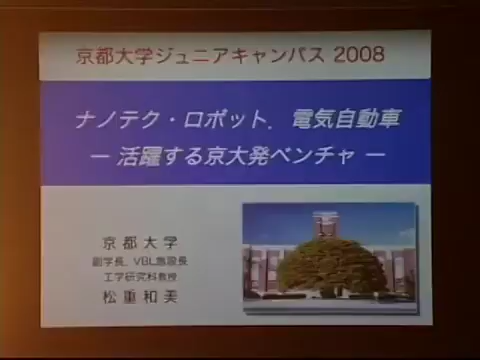 京都大学ジュニアキャンパス 2008
ナノテク・ロボット，電気自動車
― 活躍する京大発ベンチャ ―
京都大学
副学長，VBL施設長
工学研究科教授
松重和美